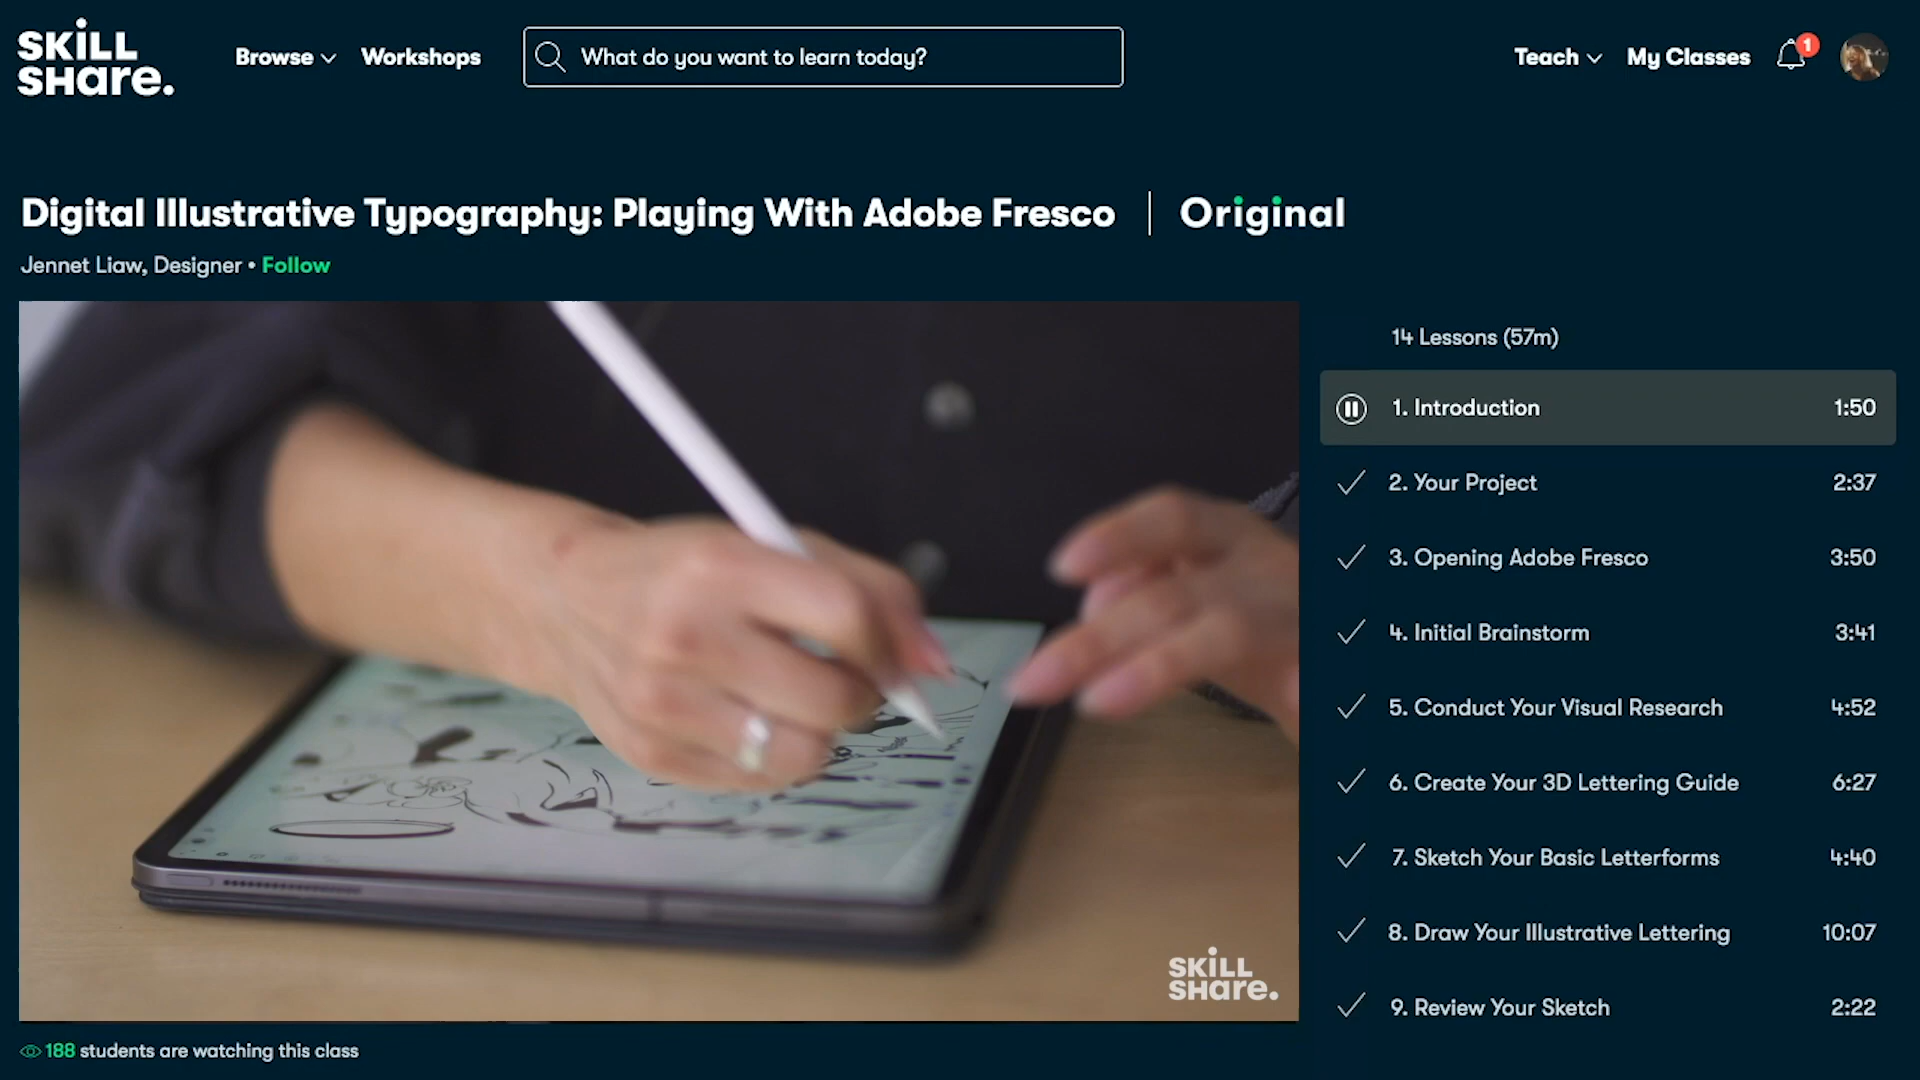 SKiLL
SHare.
Browse
Workshops
What do you want to learn today?
Teach
My Classes
1
Digital Illustrative Typography: Playing With Adobe Fresco
Original
Jennet Liaw, Designer • Follow
14 Lessons (57m)
1. Introduction 1:50
2. Your Project 2:37
3. Opening Adobe Fresco 3:50
4. Initial Brainstorm 3:41
5. Conduct Your Visual Research 4:52
6. Create Your 3D Lettering Guide 6:27
7. Sketch Your Basic Letterforms 4:40
8. Draw Your Illustrative Lettering 10:07
9. Review Your Sketch 2:22
SKiLL
SHare.
188 students are watching this class